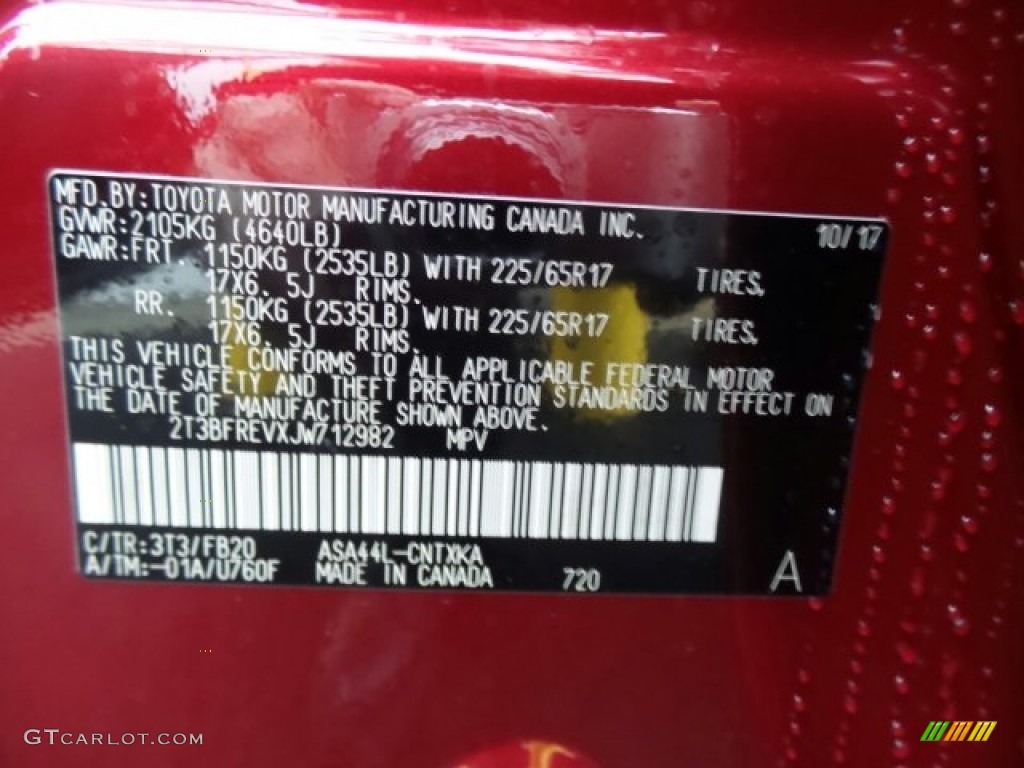 MFD.BY:TOYOTA MOTOR MANUFACTURING CANADA INC. 10/17
GVWR:2105KG (4640LB)
GAWR:FRT. 1150KG (2535LB) WITH 225/65R17 TIRES,
17X6. 5J RIMS.
RR. 1150KG (2535LB) WITH 225/65R17 TIRES,
17X6. 5J RIMS.
THIS VEHICLE CONFORMS TO ALL APPLICABLE FEDERAL MOTOR
VEHICLE SAFETY AND THEFT PREVENTION STANDARDS IN EFFECT ON
THE DATE OF MANUFACTURE SHOWN ABOVE.
2T3BFREVXJW712982 MPV
C/TR:3T3/FB20 ASA44L-CNTXKA
A/TM:-01A/U760F MADE IN CANADA 720 A
GTCARLOT.COM